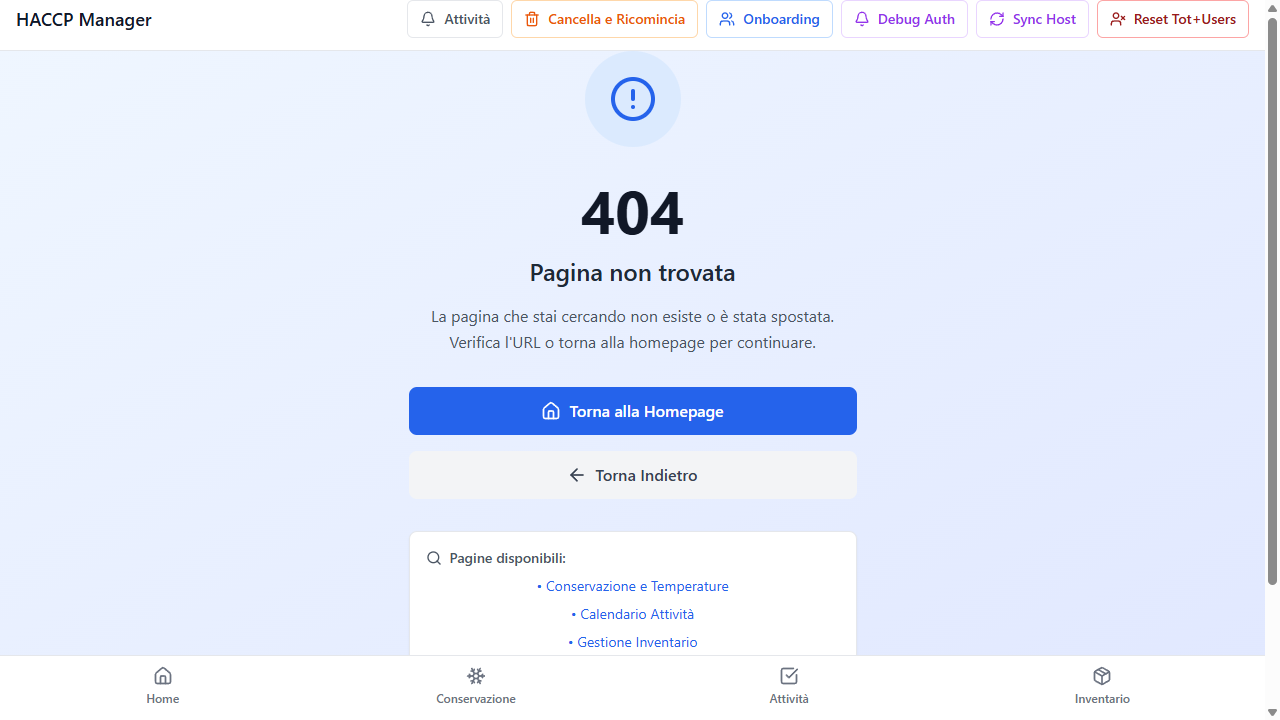 HACCP Manager
Attività
Cancella e Ricomincia
Onboarding
Debug Auth
Sync Host
Reset Tot+Users
404
Pagina non trovata
La pagina che stai cercando non esiste o è stata spostata.
Verifica l'URL o torna alla homepage per continuare.
Torna alla Homepage
Torna Indietro
Pagine disponibili:
• Conservazione e Temperature
• Calendario Attività
• Gestione Inventario
Home
Conservazione
Attività
Inventario